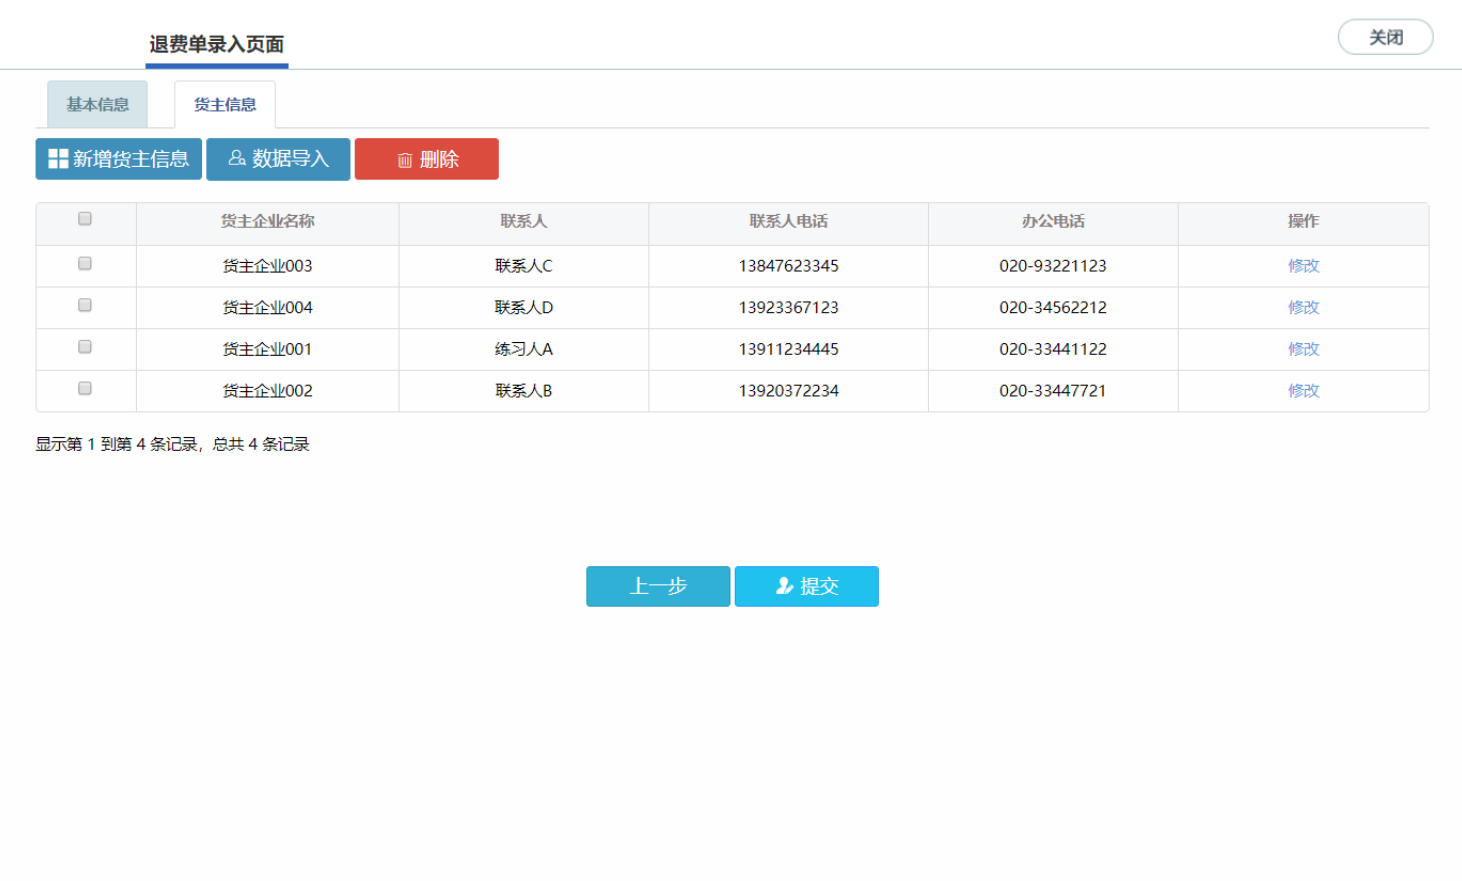 退费单录入页面
关闭
基本信息 货主信息
新增货主信息 数据导入 删除
货主企业名称 联系人 联系人电话 办公电话 操作
货主企业003 联系人C 13847623345 020-93221123 修改
货主企业004 联系人D 13923367123 020-34562212 修改
货主企业001 练习人A 13911234445 020-33441122 修改
货主企业002 联系人B 13920372234 020-33447721 修改
显示第 1 到第 4 条记录，总共 4 条记录
上一步 提交